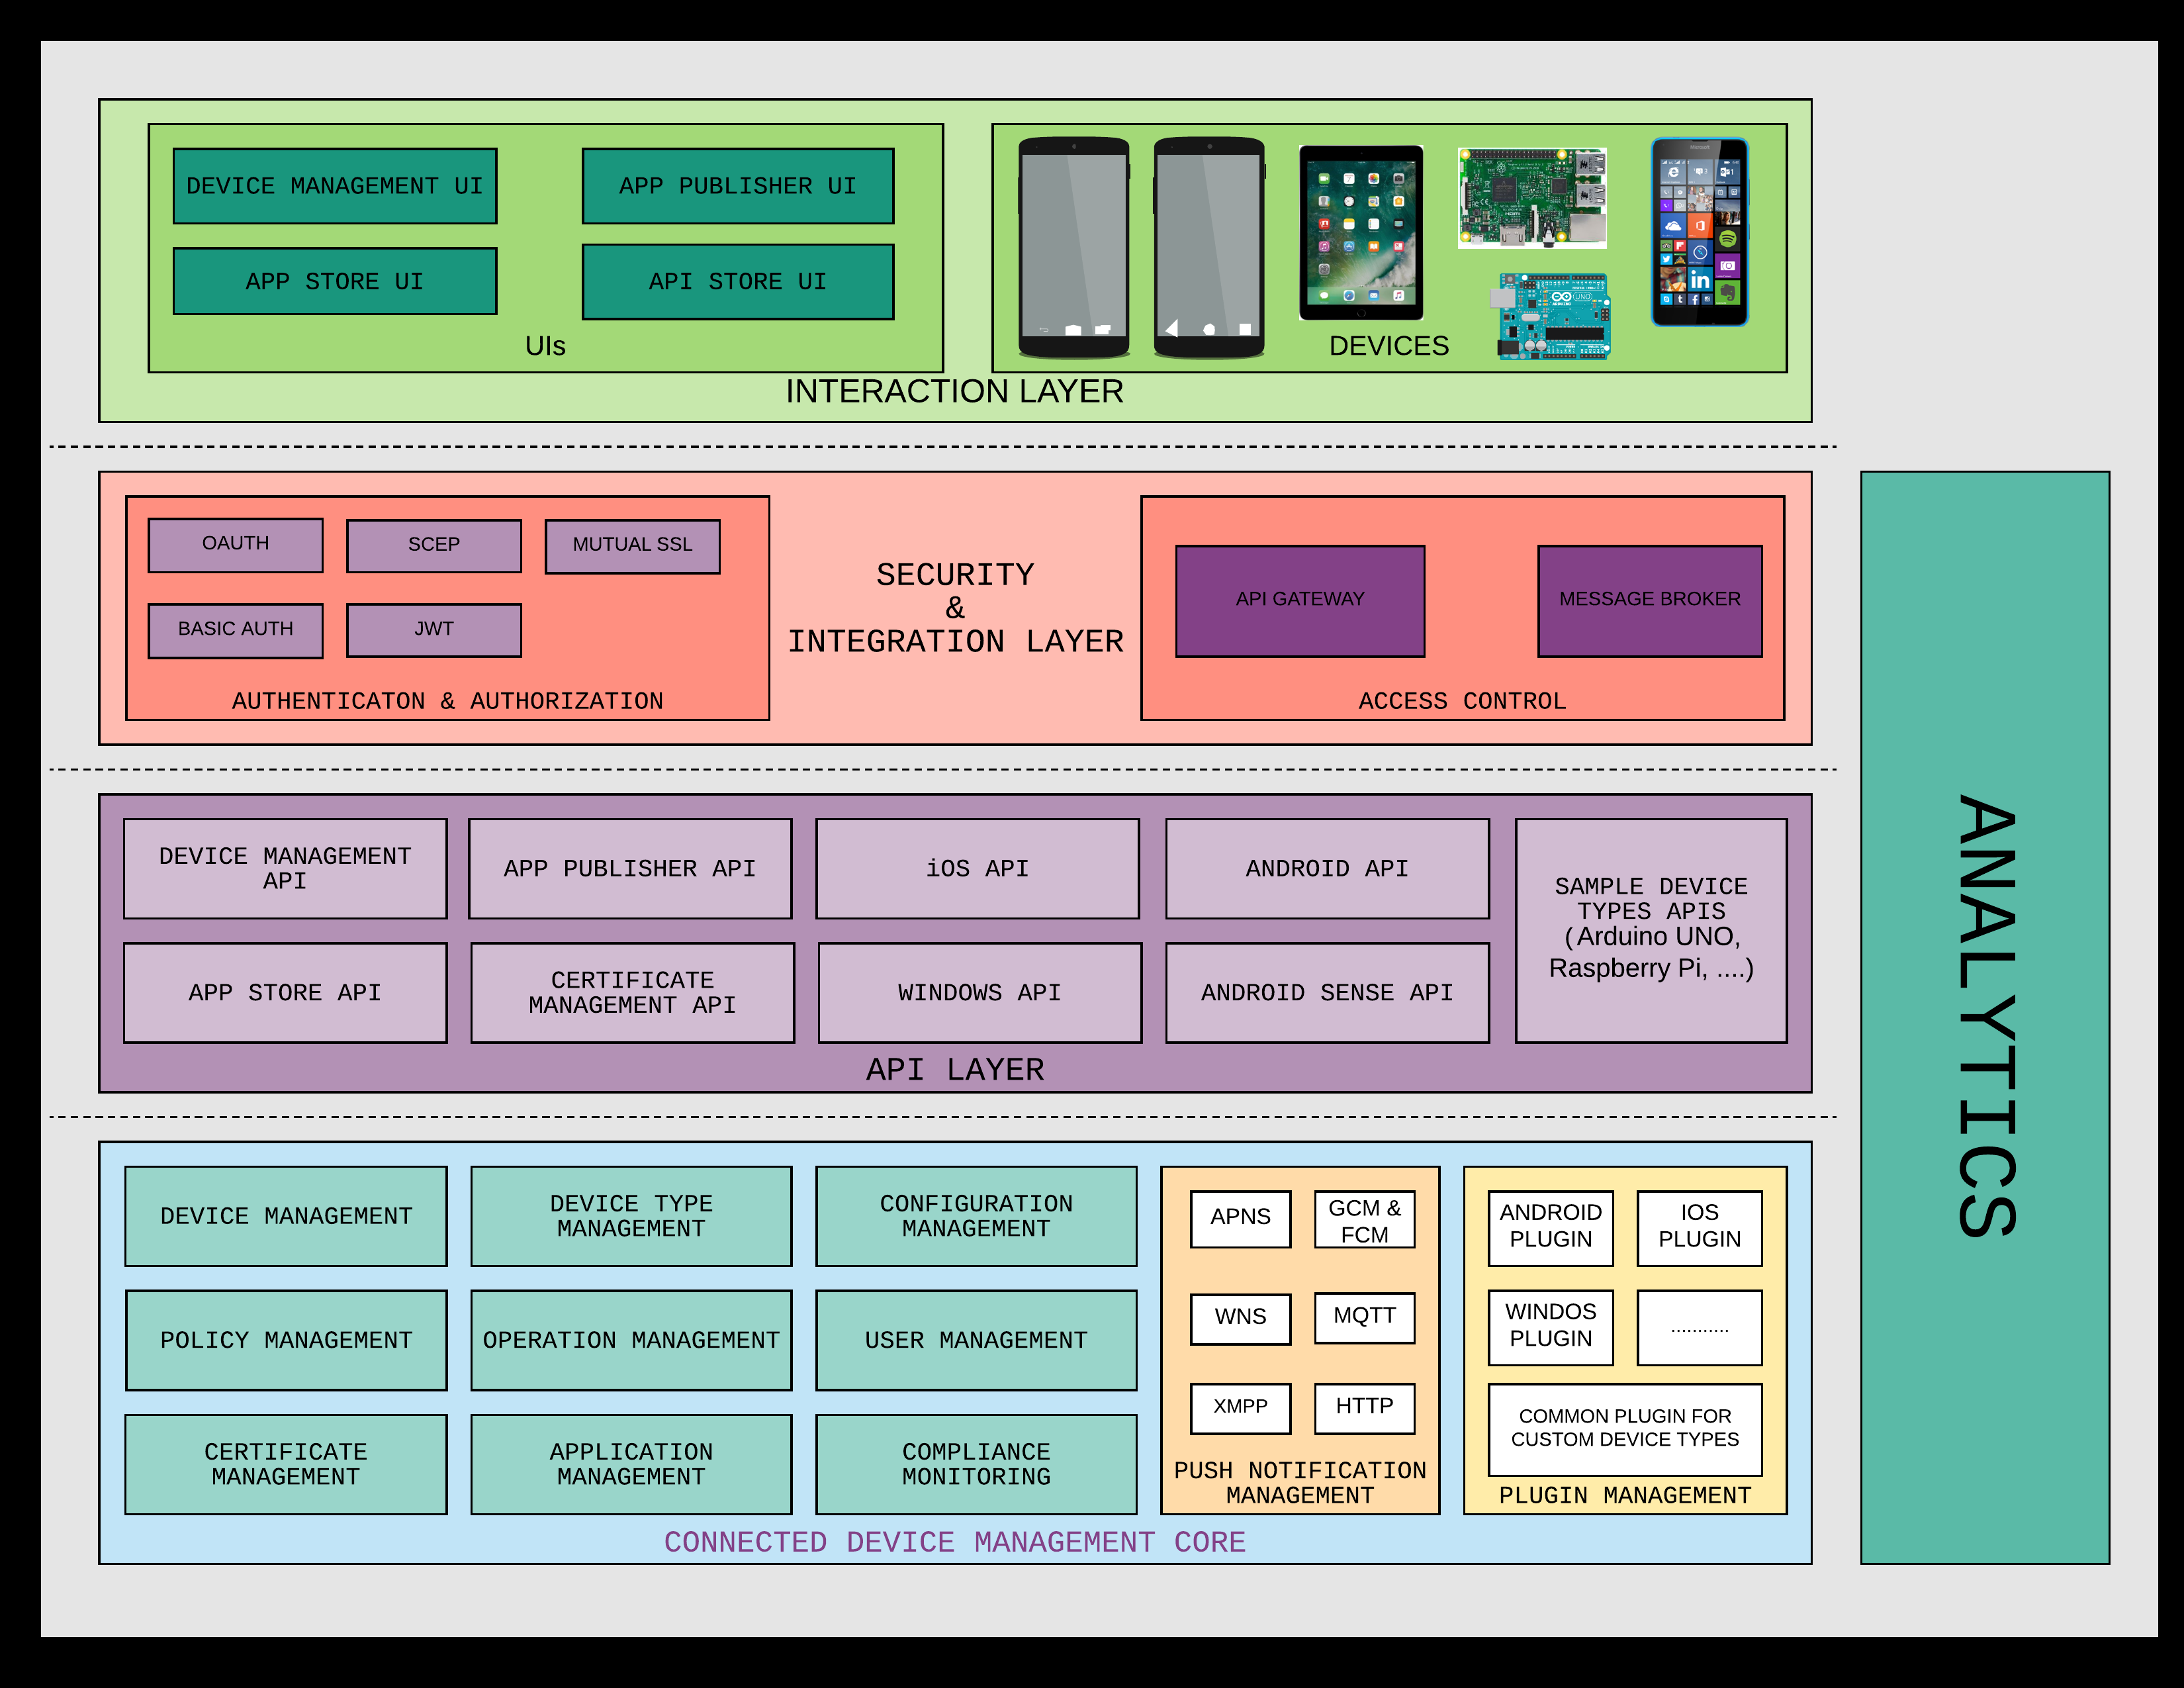 DEVICE MANAGEMENT UI
APP PUBLISHER UI
APP STORE UI
API STORE UI
UIs
DEVICES
INTERACTION LAYER
OAUTH
SCEP
MUTUAL SSL
BASIC AUTH
JWT
AUTHENTICATON & AUTHORIZATION
SECURITY
&
INTEGRATION LAYER
API GATEWAY
MESSAGE BROKER
ACCESS CONTROL
DEVICE MANAGEMENT
API
APP PUBLISHER API
iOS API
ANDROID API
SAMPLE DEVICE
TYPES APIS
(Arduino UNO,
Raspberry Pi, ....)
APP STORE API
CERTIFICATE
MANAGEMENT API
WINDOWS API
ANDROID SENSE API
API LAYER
DEVICE MANAGEMENT
DEVICE TYPE
MANAGEMENT
CONFIGURATION
MANAGEMENT
POLICY MANAGEMENT
OPERATION MANAGEMENT
USER MANAGEMENT
CERTIFICATE
MANAGEMENT
APPLICATION
MANAGEMENT
COMPLIANCE
MONITORING
APNS
GCM &
FCM
WNS
MQTT
XMPP
HTTP
PUSH NOTIFICATION
MANAGEMENT
ANDROID
PLUGIN
IOS
PLUGIN
WINDOS
PLUGIN
...........
COMMON PLUGIN FOR
CUSTOM DEVICE TYPES
PLUGIN MANAGEMENT
CONNECTED DEVICE MANAGEMENT CORE
ANALYTICS